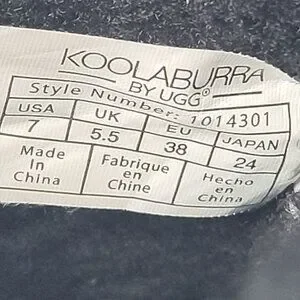 KOOLABURRA
BY UGG®
Style Number: 1014301
USA UK EU JAPAN
7 5.5 38 24
Made in China
Fabrique en Chine
Hecho en China